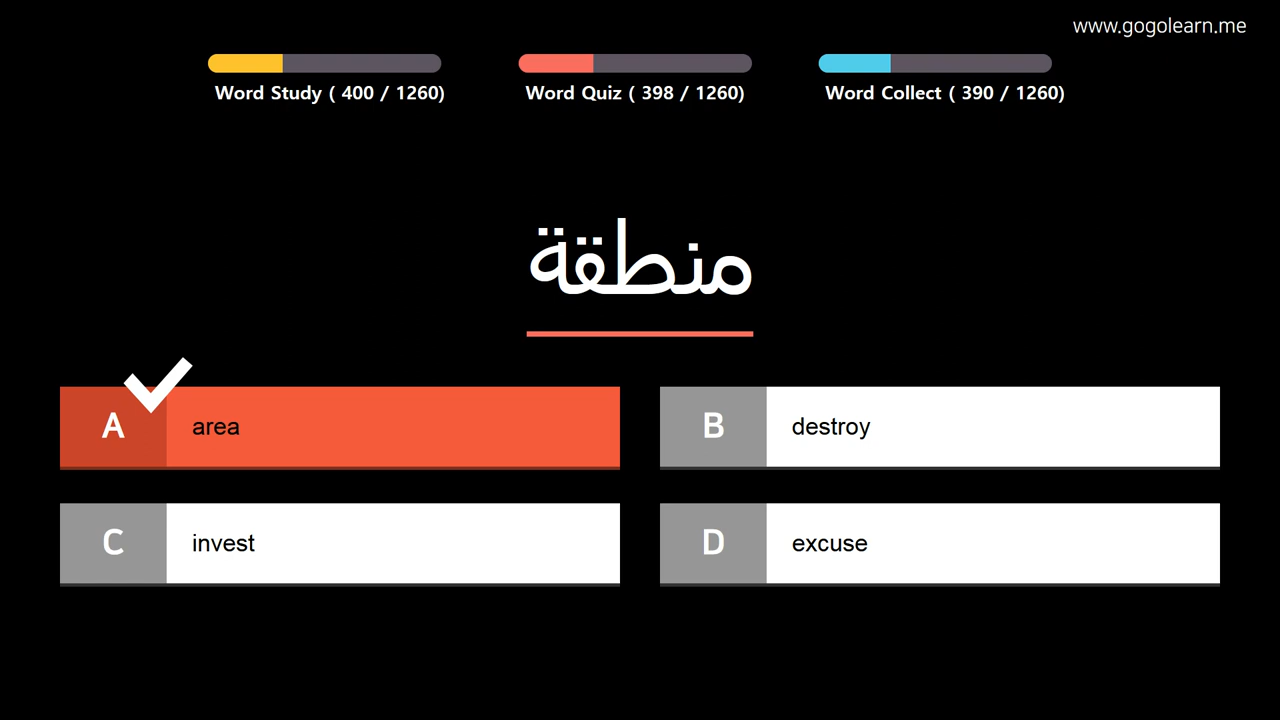 www.gogolearn.me
Word Study ( 400 / 1260)
Word Quiz ( 398 / 1260)
Word Collect ( 390 / 1260)
منطقة
A area
B destroy
C invest
D excuse